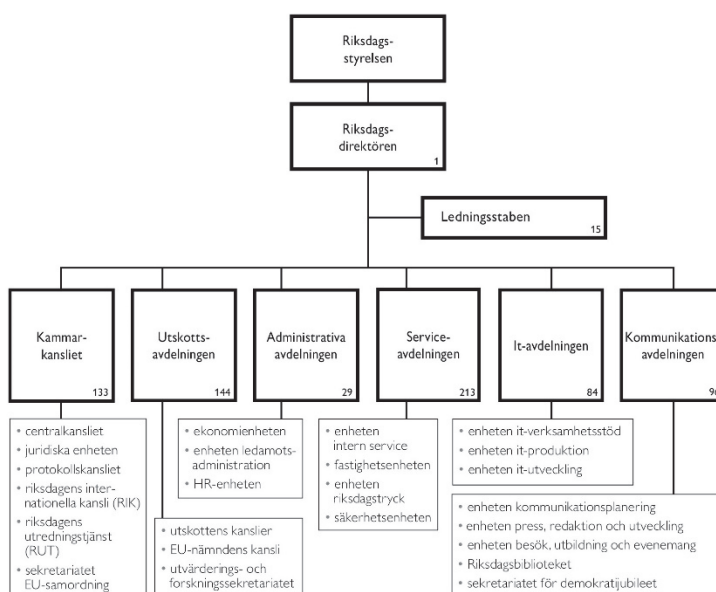 Riksdags-
styrelsen
Riksdags-
direktören
1
Ledningsstaben
15
Kammar-
kansliet
133
Utskotts-
avdelningen
144
Administrativa
avdelningen
29
Service-
avdelningen
213
It-avdelningen
84
Kommunikations
avdelningen
• centralkansliet
• juridiska enheten
• protokollskansliet
• riksdagens inter-
nationella kansli (RIK)
• riksdagens
utredningstjänst
(RUT)
• sekretariatet
EU-samordning
• utskottens kanslier
• EU-nämndens kansli
• utvärderings- och
forskningssekretariatet
• ekonomienheten
• enheten ledamots-
administration
• HR-enheten
• enheten
intern service
• fastighetsenheten
• enheten
riksdagstryck
• säkerhetsenheten
• enheten it-verksamhetsstöd
• enheten it-produktion
• enheten it-utveckling
• enheten kommunikationsplanering
• enheten press, redaktion och utveckling
• enheten besök, utbildning och evenemang
• Riksdagsbiblioteket
• sekretariatet för demokratijubileet